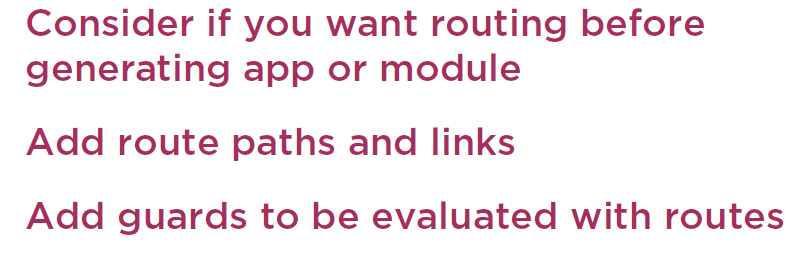 Consider if you want routing before
generating app or module
Add route paths and links
Add guards to be evaluated with routes